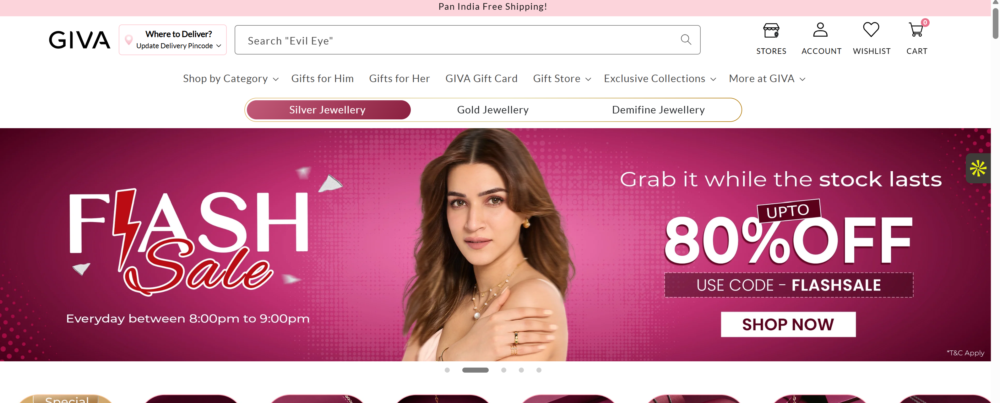 Pan India Free Shipping!
GIVA
Where to Deliver?
Update Delivery Pincode
Search "Evil Eye"
STORES
ACCOUNT
WISHLIST
0
CART
Shop by Category
Gifts for Him
Gifts for Her
GIVA Gift Card
Gift Store
Exclusive Collections
More at GIVA
Silver Jewellery
Gold Jewellery
Demifine Jewellery
FLASH
Sale
Everyday between 8:00pm to 9:00pm
Grab it while the stock lasts
UPTO
80% OFF
USE CODE - FLASHSALE
SHOP NOW
*T&C Apply
Special